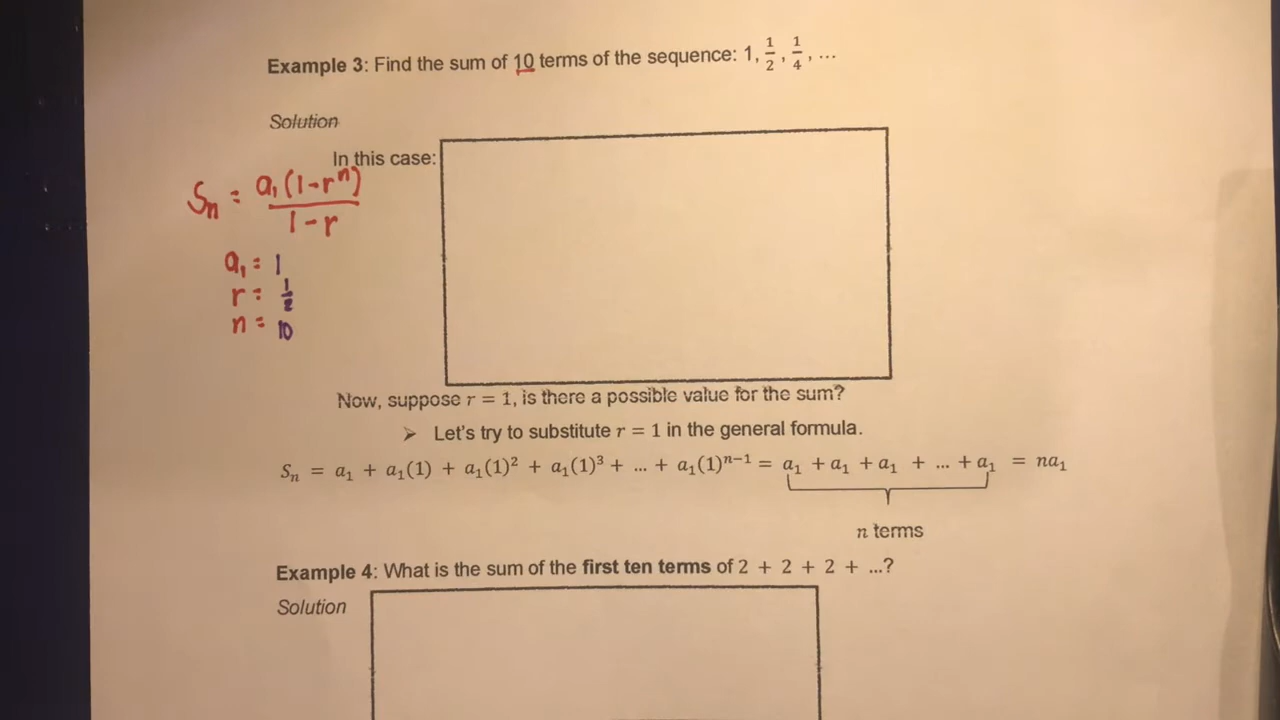 Example 3: Find the sum of 10 terms of the sequence: 1, 1/2, 1/4, ...
Solution
In this case:
Sₙ = a₁(1-rⁿ)/1-r
a₁ = 1
r = 1/2
n = 10
Now, suppose r = 1, is there a possible value for the sum?
➢ Let's try to substitute r = 1 in the general formula.
Sₙ = a₁ + a₁(1) + a₁(1)² + a₁(1)³ + ... + a₁(1)ⁿ⁻¹ = a₁ + a₁ + a₁ + ... + a₁ = na₁
n terms
Example 4: What is the sum of the first ten terms of 2 + 2 + 2 + ...?
Solution